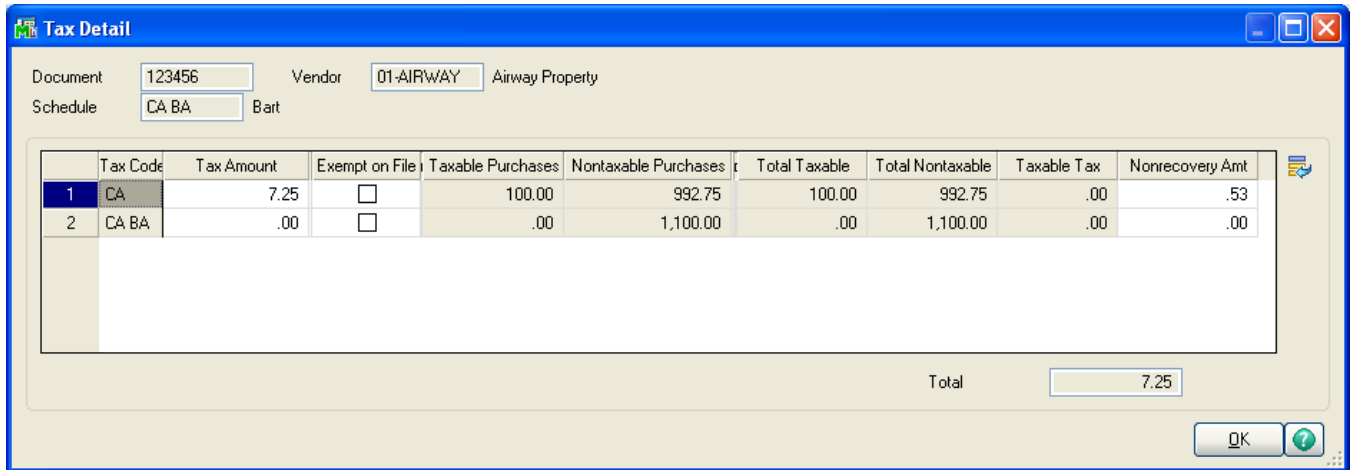 Tax Detail
Document 123456 Vendor 01-AIRWAY Airway Property
Schedule CA BA Bart
Tax Code Tax Amount Exempt on File Taxable Purchases Nontaxable Purchases Total Taxable Total Nontaxable Taxable Tax Nonrecovery Amt
1 CA 7.25 100.00 992.75 100.00 992.75 .00 .53
2 CA BA .00 .00 1,100.00 .00 1,100.00 .00 .00
Total 7.25
OK